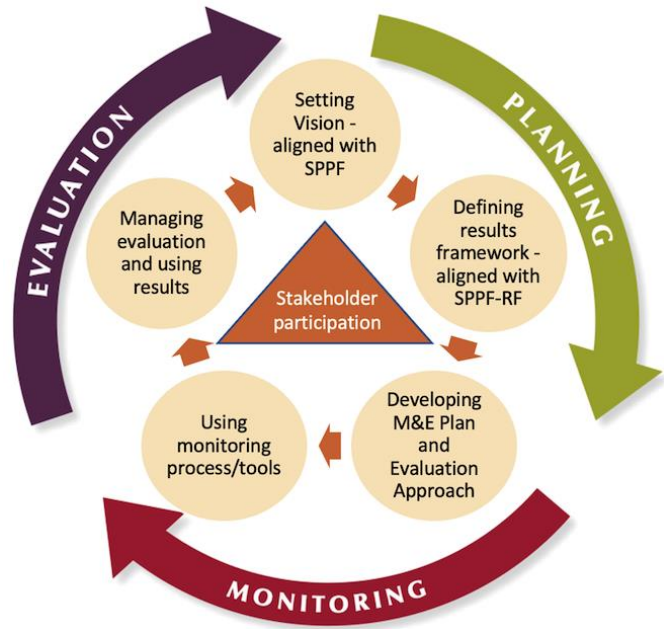 EVALUATION
PLANNING
MONITORING
Setting
Vision -
aligned with
SPPF
Defining
results
framework -
aligned with
SPPF-RF
Developing
M&E Plan
and
Evaluation
Approach
Using
monitoring
process/tools
Managing
evaluation
and using
results
Stakeholder
participation